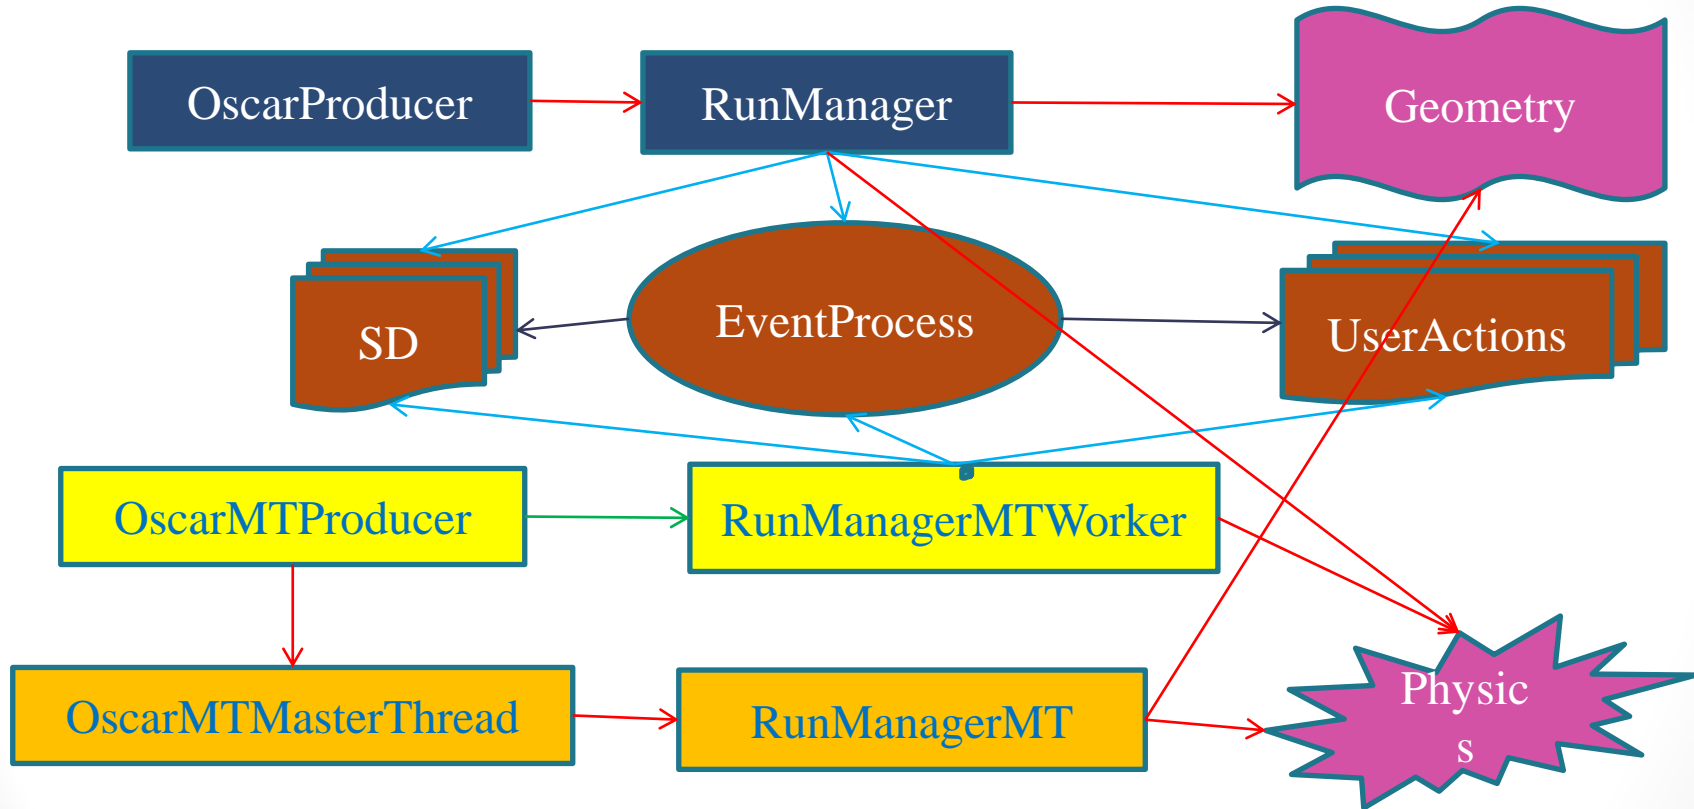 OscarProducer
RunManager
Geometry
SD
EventProcess
UserActions
OscarMTProducer
RunManagerMTWorker
OscarMTMasterThread
RunManagerMT
Physic
s